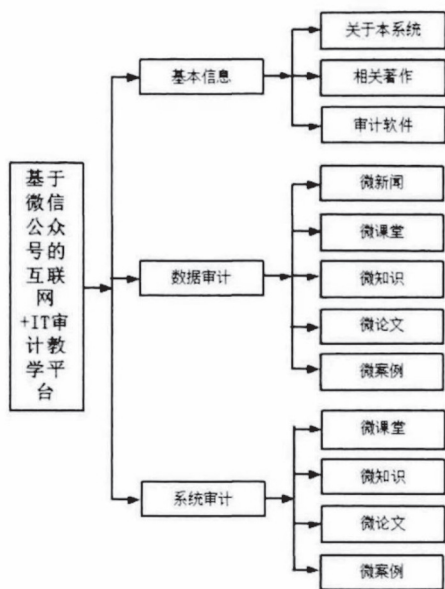 基于
微信
公众
号的
互联
网
+IT审
计教
学平
台
基本信息
关于本系统
相关著作
审计软件
数据审计
微新闻
微课堂
微知识
微论文
微案例
系统审计
微课堂
微知识
微论文
微案例